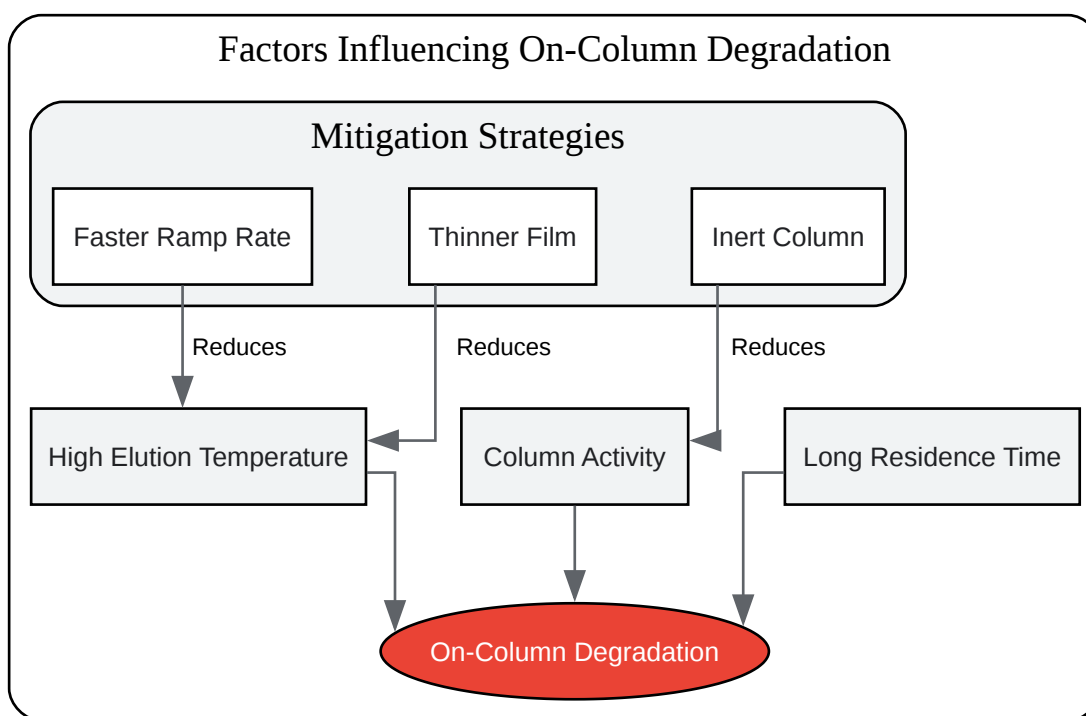 Factors Influencing On-Column Degradation
Mitigation Strategies
Faster Ramp Rate
Thinner Film
Inert Column
Reduces
Reduces
Reduces
High Elution Temperature
Column Activity
Long Residence Time
On-Column Degradation